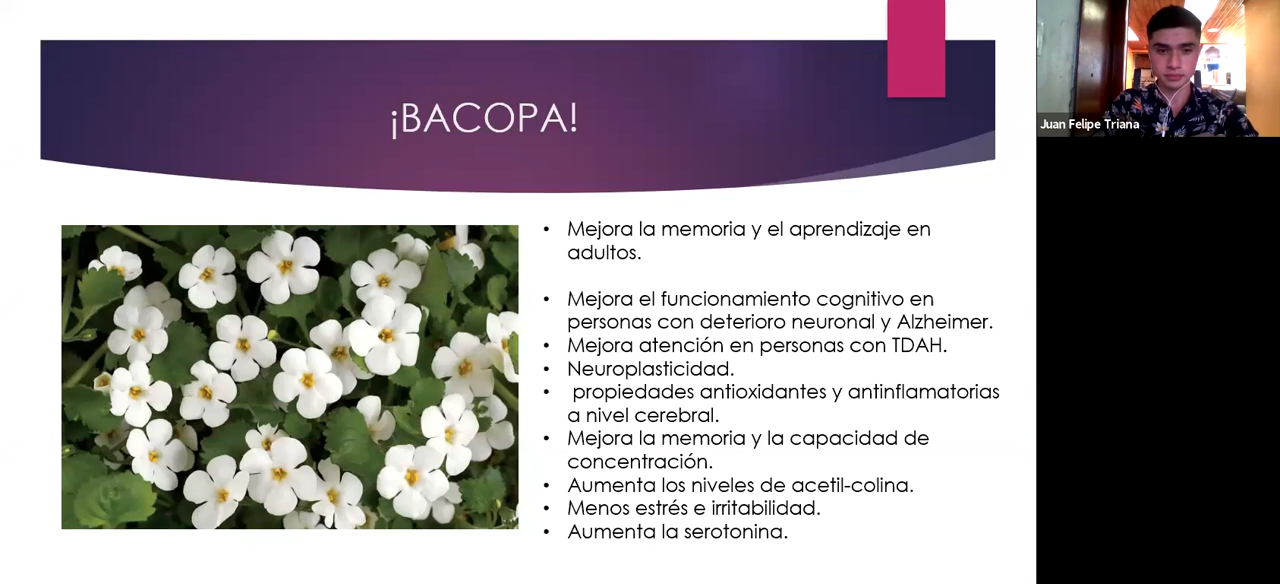 ¡BACOPA!
• Mejora la memoria y el aprendizaje en
adultos.
• Mejora el funcionamiento cognitivo en
personas con deterioro neuronal y Alzheimer.
• Mejora atención en personas con TDAH.
• Neuroplasticidad.
• propiedades antioxidantes y antinflamatorias
a nivel cerebral.
• Mejora la memoria y la capacidad de
concentración.
• Aumenta los niveles de acetil-colina.
• Menos estrés e irritabilidad.
• Aumenta la serotonina.
Juan Felipe Triana